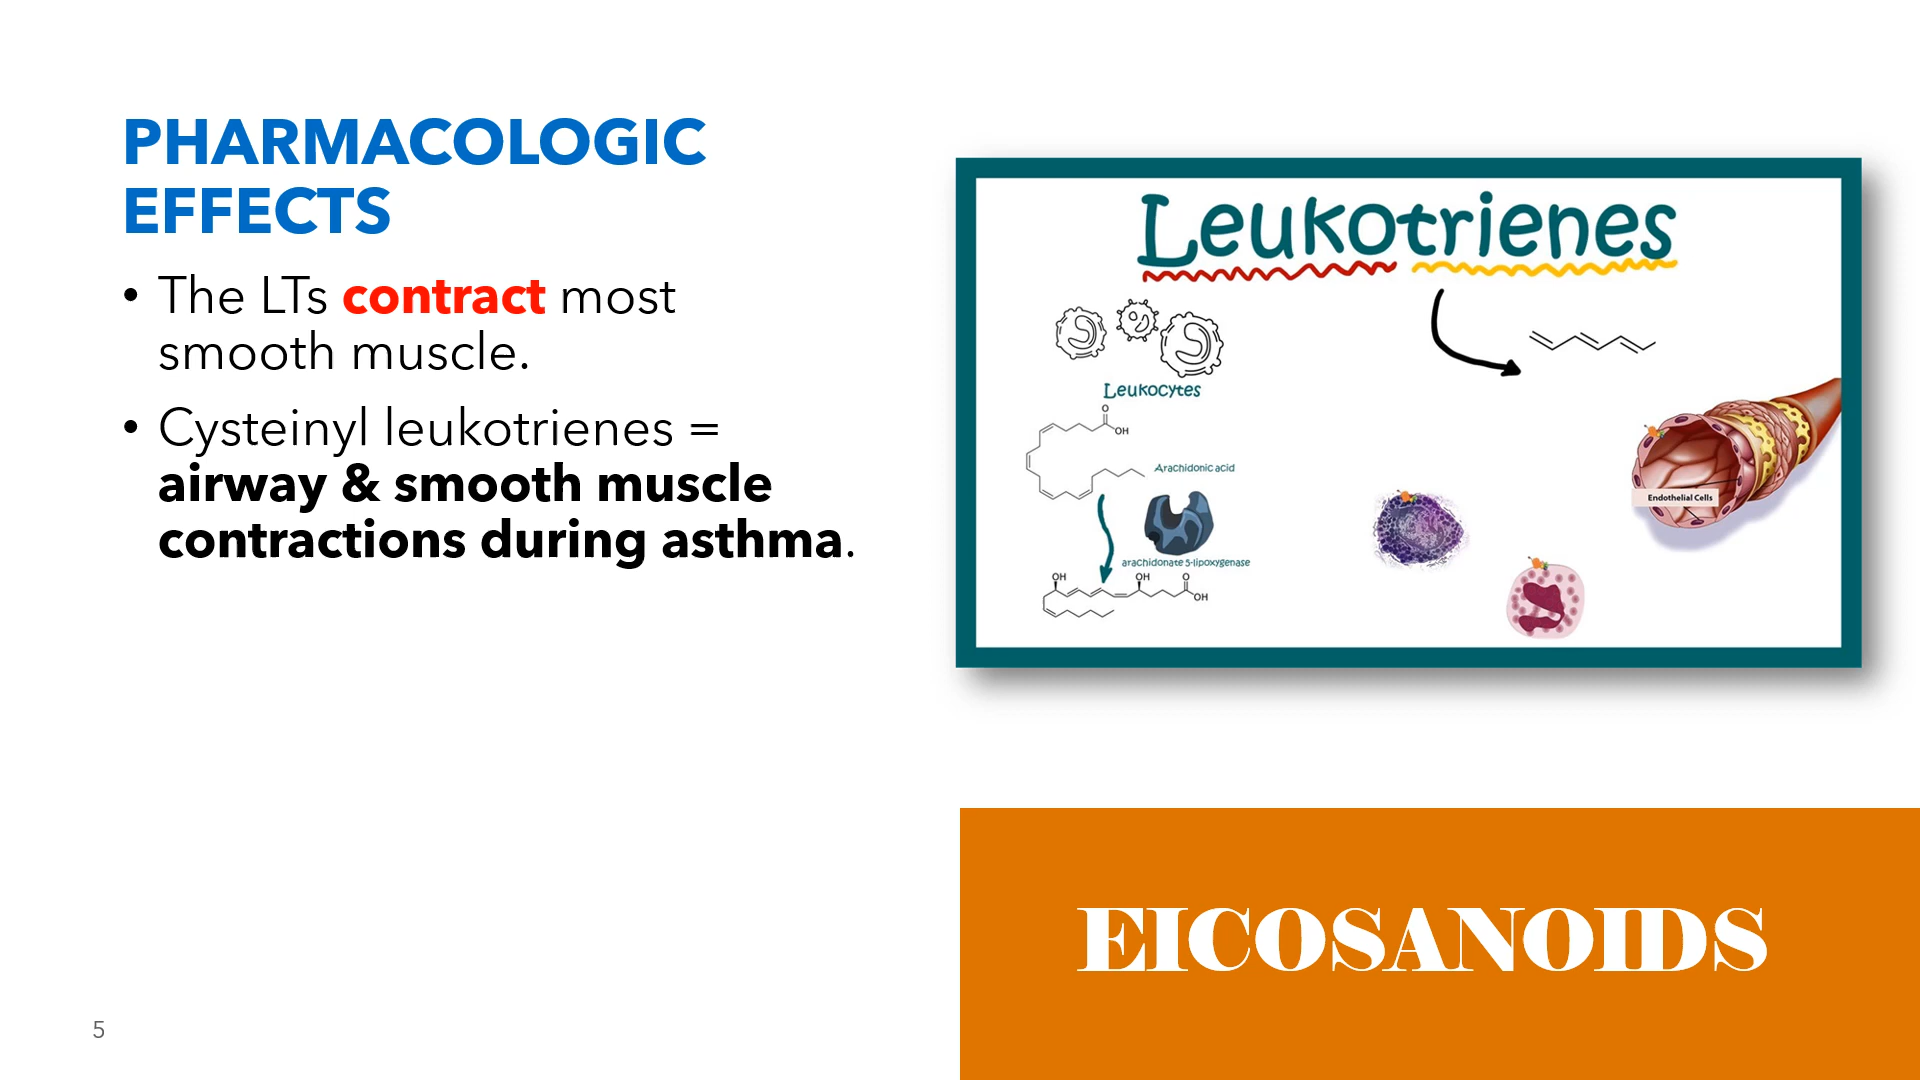 PHARMACOLOGIC
EFFECTS
• The LTs contract most
smooth muscle.
• Cysteinyl leukotrienes =
airway & smooth muscle
contractions during asthma.
Leukotrienes
Leukocytes
O
OH
Arachidonic acid
arachidonate 5-lipoxygenase
OH
OH
O
OH
Endothelial Cells
EICOSANOIDS
5